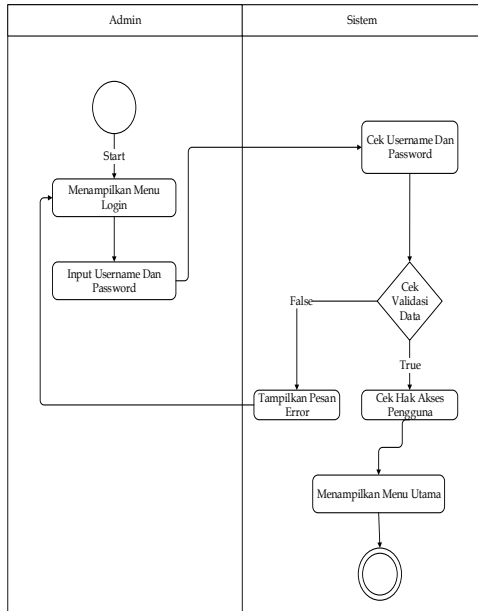 Admin
Sistem
Start
Menampilkan Menu
Login
Input Username Dan
Password
Cek Username Dan
Password
Cek
Validasi
Data
False
True
Tampilkan Pesan
Error
Cek Hak Akses
Pengguna
Menampilkan Menu Utama